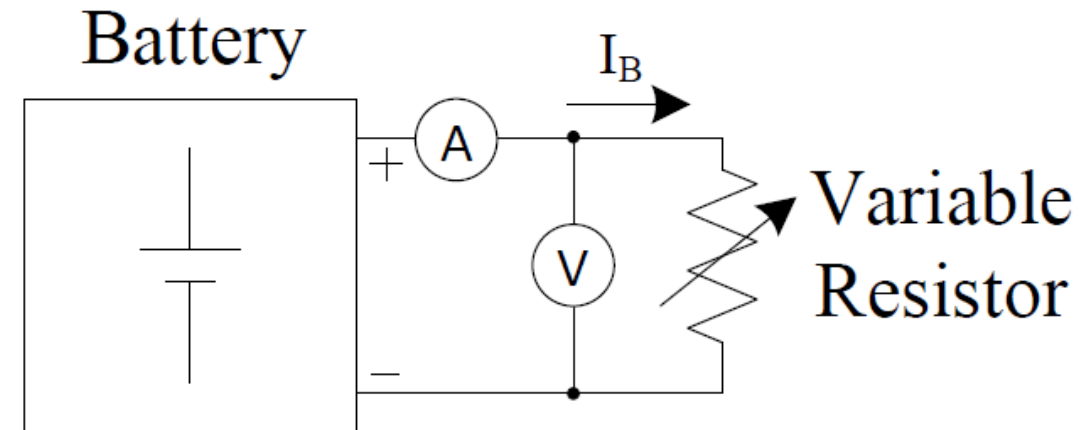 Battery
I_B
+
A
V
Variable
Resistor
−